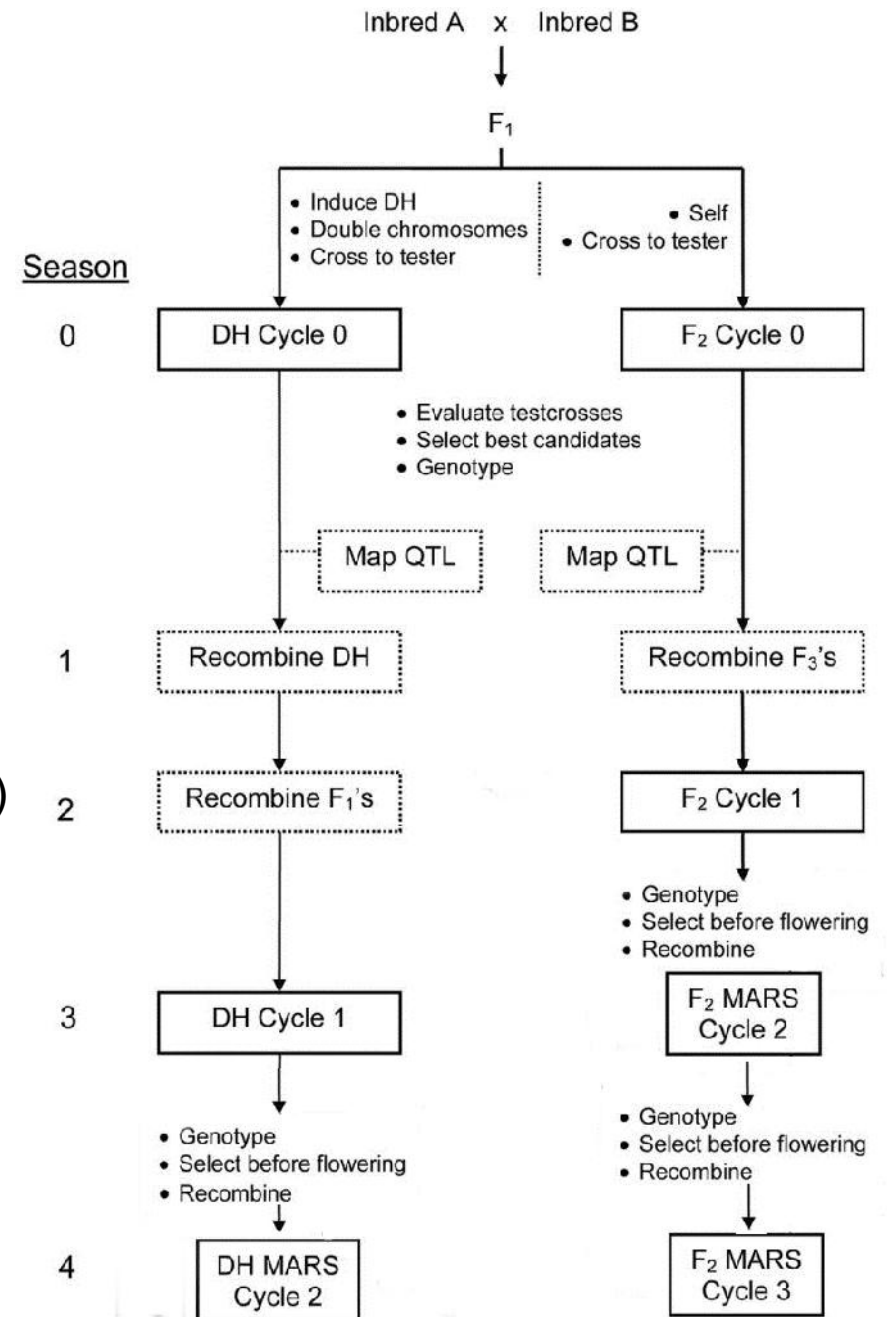 Inbred A x Inbred B
F₁
• Induce DH
• Double chromosomes
• Cross to tester
• Self
• Cross to tester
Season
0
DH Cycle 0
F₂ Cycle 0
• Evaluate testcrosses
• Select best candidates
• Genotype
Map QTL
Map QTL
1
Recombine DH
Recombine F₃'s
)
2
Recombine F₁'s
F₂ Cycle 1
• Genotype
• Select before flowering
• Recombine
3
DH Cycle 1
F₂ MARS
Cycle 2
• Genotype
• Select before flowering
• Recombine
• Genotype
• Select before flowering
• Recombine
4
DH MARS
Cycle 2
F₂ MARS
Cycle 3